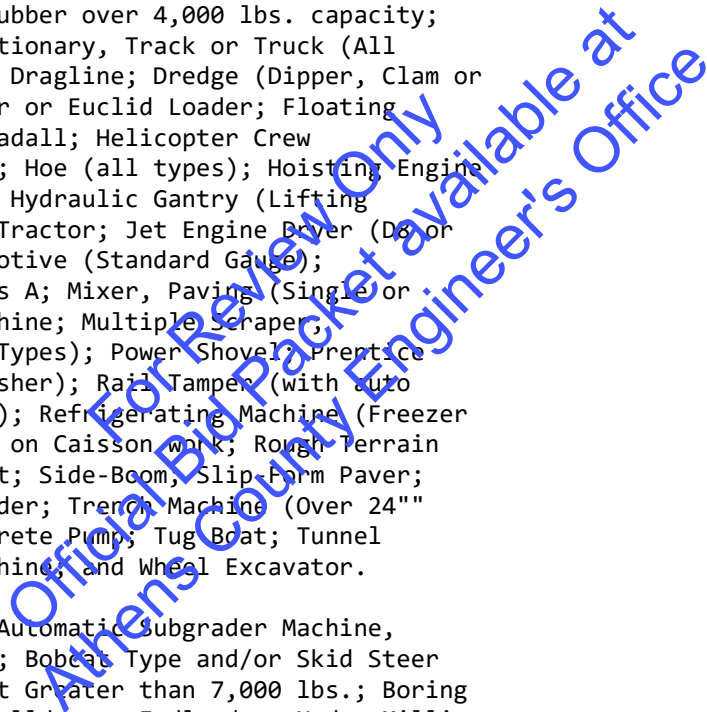 ubber over 4,000 lbs. capacity;
tionary, Track or Truck (All
Dragline; Dredge (Dipper, Clam or
r or Euclid Loader; Floating
adall; Helicopter Crew
; Hoe (all types); Hoisting Engine
Hydraulic Gantry (Lifting
Tractor; Jet Engine Dryer (D8 or
otive (Standard Gauge);
s A; Mixer, Paving (Single or
hine; Multiple Scraper;
Types); Power Shovel; Prentice
sher); Rail Tamper (with auto
); Refrigerating Machine (Freezer
on Caisson work; Rough Terrain
t; Side-Boom; Slip-Form Paver;
der; Trench Machine (Over 24""
rete Pump; Tug Boat; Tunnel
hine; and Wheel Excavator.
Automatic Subgrader Machine,
; Bobcat Type and/or Skid Steer
t Greater than 7,000 lbs.; Boring
For Review Only
Official Bid Packet available at
Athens County Engineer's Office